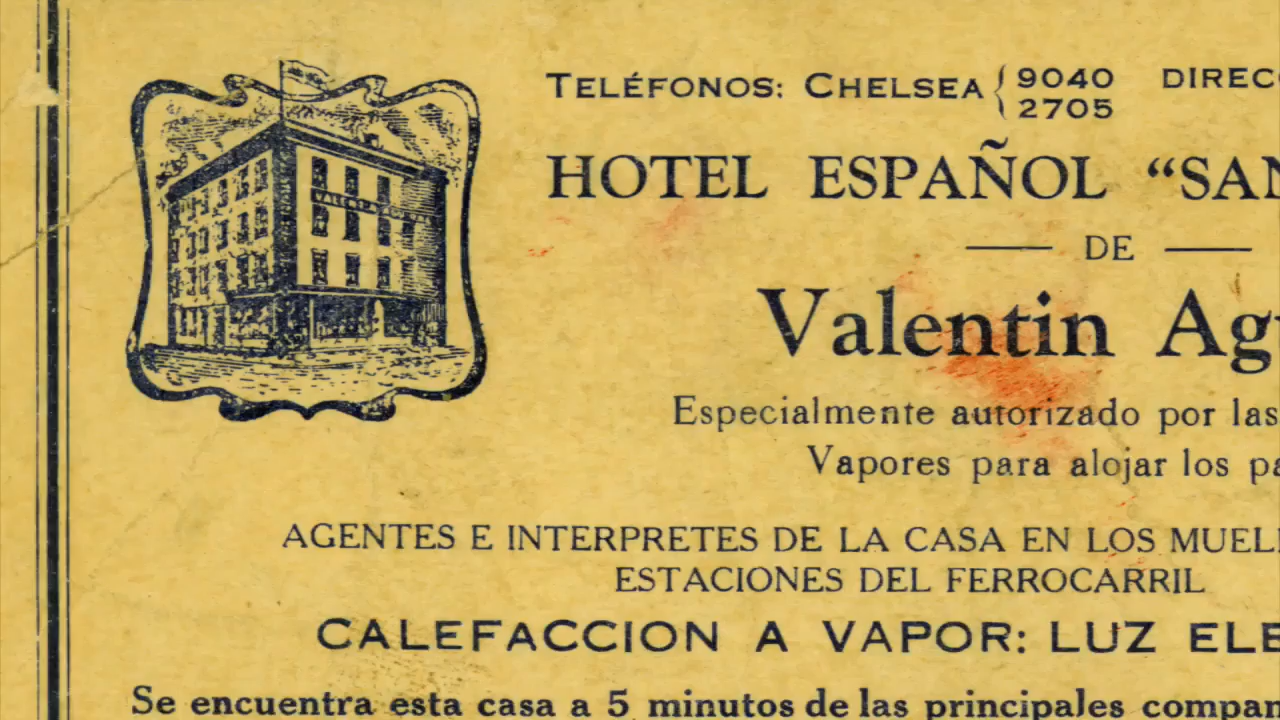 TELÉFONOS: CHELSEA { 9040 DIREC
2705
HOTEL ESPAÑOL “SAN
DE
Valentin Ag
Especialmente autorizado por las
Vapores para alojar los pa
AGENTES E INTERPRETES DE LA CASA EN LOS MUEL
ESTACIONES DEL FERROCARRIL
CALEFACCION A VAPOR: LUZ ELE
Se encuentra esta casa a 5 minutos de las principales compan